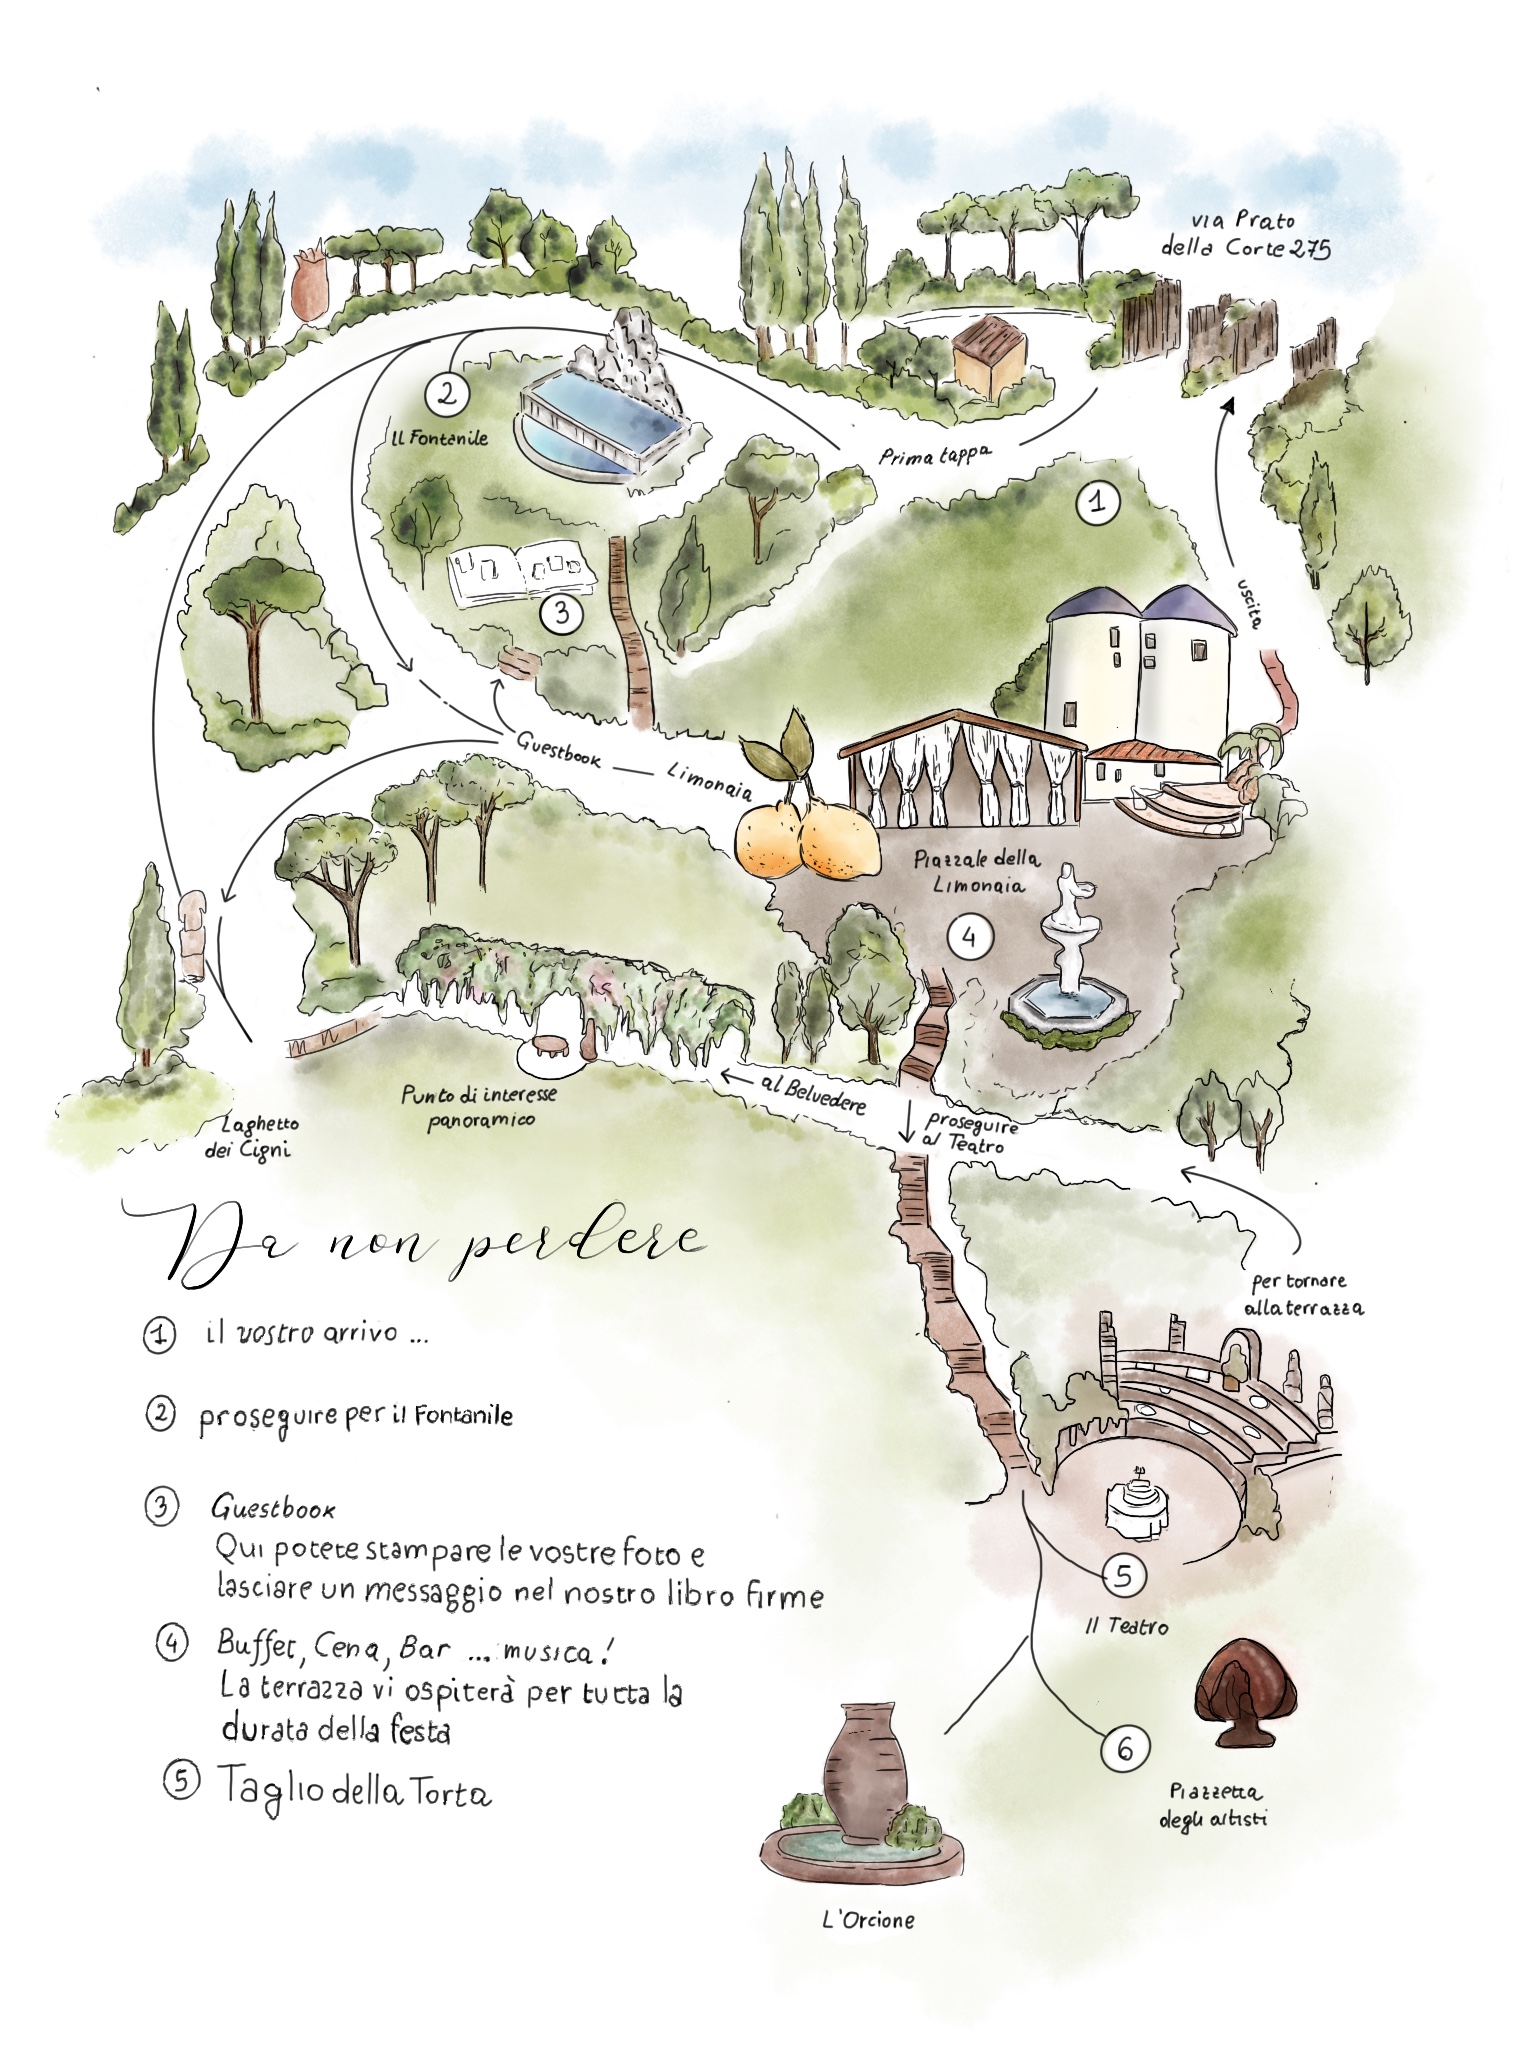 via Prato
della Corte 275
2
Il Fontanile
Prima tappa
1
uscita
3
Guestbook
Limonaia
Piazzale della
Limonaia
4
al Belvedere
proseguire
al Teatro
Punto di interesse
panoramico
Laghetto
dei Cigni
per tornare
alla terrazza
Da non perdere
1 il vostro arrivo ...
2 proseguire per il Fontanile
3 Guestbook
Qui potete stampare le vostre foto e
lasciare un messaggio nel nostro libro firme
4 Buffet, Cena, Bar ... musica!
La terrazza vi ospiterà per tutta la
durata della festa
5 Taglio della Torta
5
Il Teatro
6
Piazzetta
degli artisti
L'Orcione